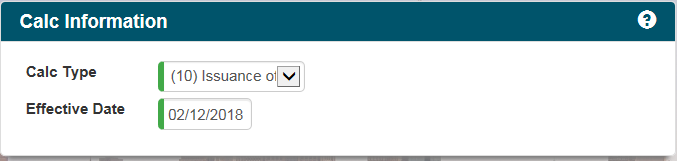 Calc Information ?
Calc Type (10) Issuance of
Effective Date 02/12/2018